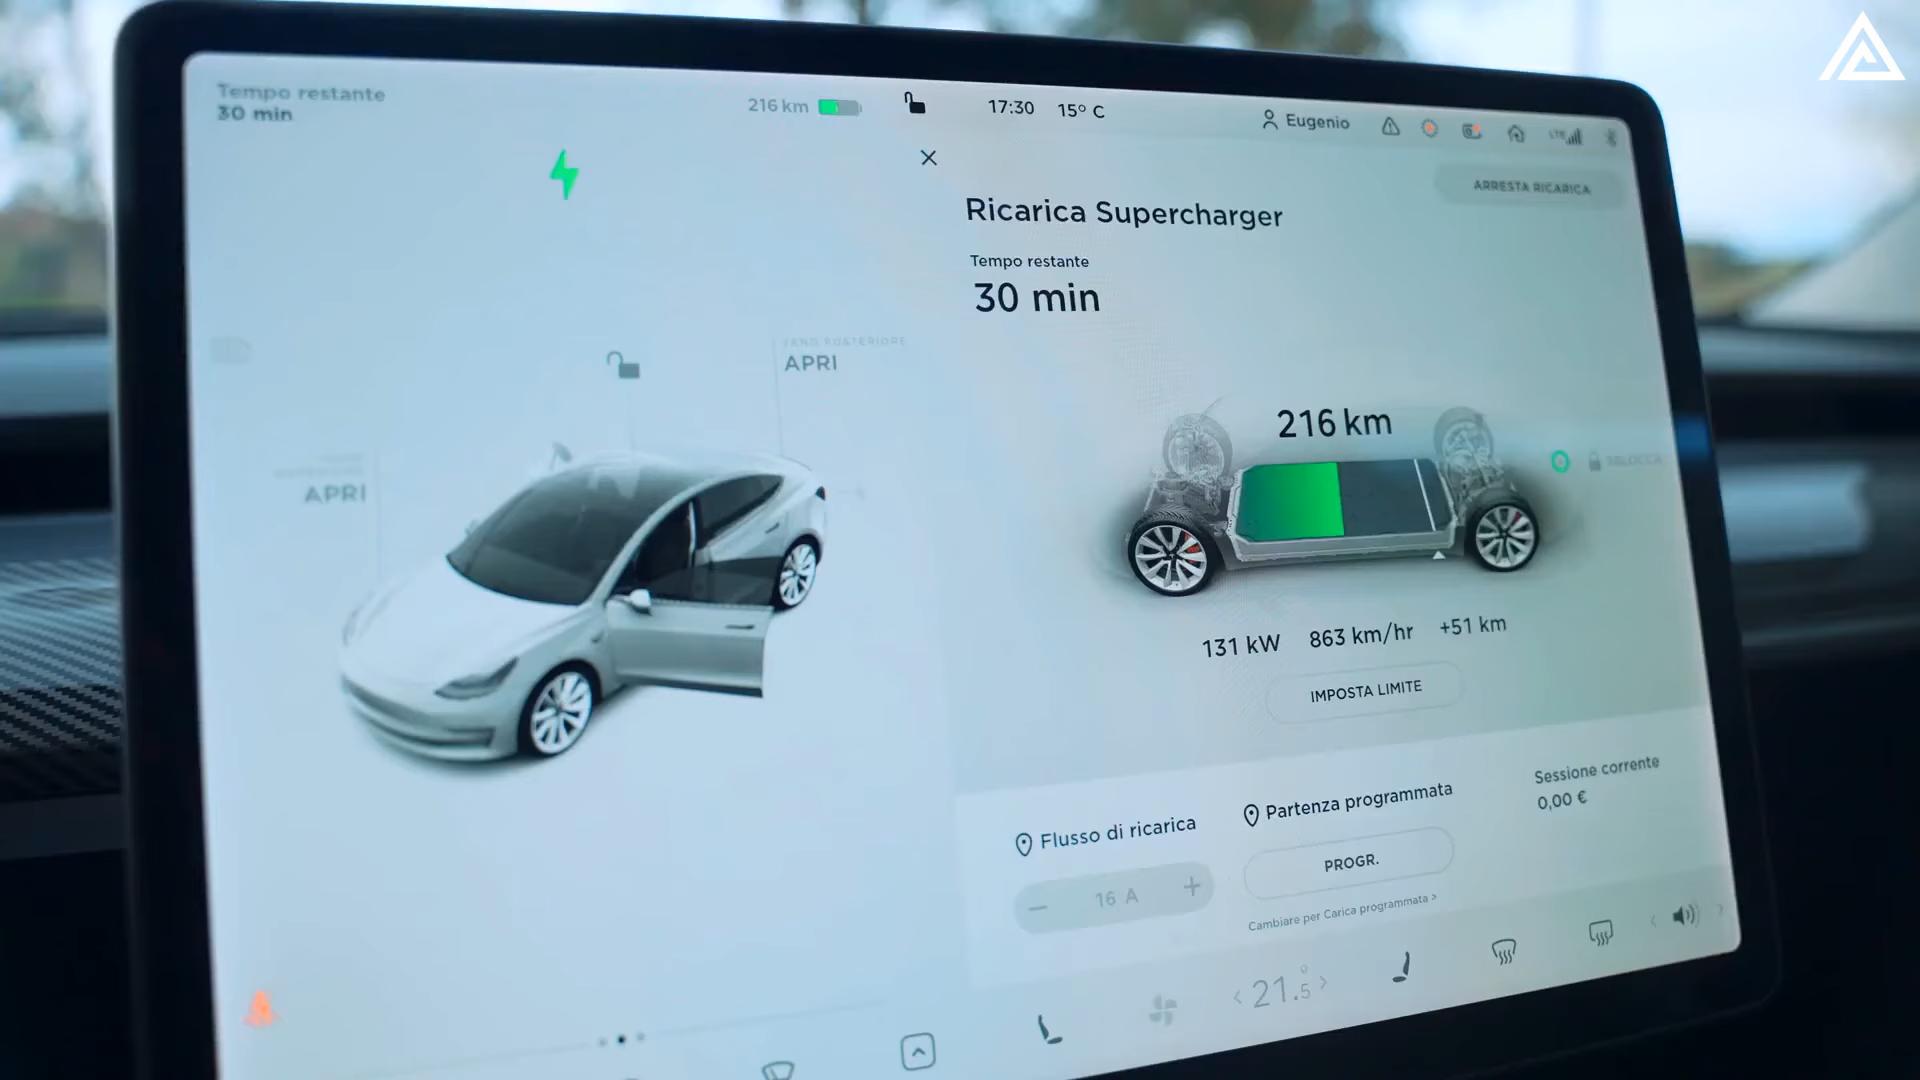 Tempo restante
30 min
216 km
17:30 15° C
Eugenio
LTE
ARRESTA RICARICA
Ricarica Supercharger
Tempo restante
30 min
APRI
APRI
216 km
SBLOCCA
131 kW 863 km/hr +51 km
IMPOSTA LIMITE
Flusso di ricarica
16 A
Partenza programmata
PROGR.
Cambiare per Carica programmata >
Sessione corrente
0,00 €
21.5°